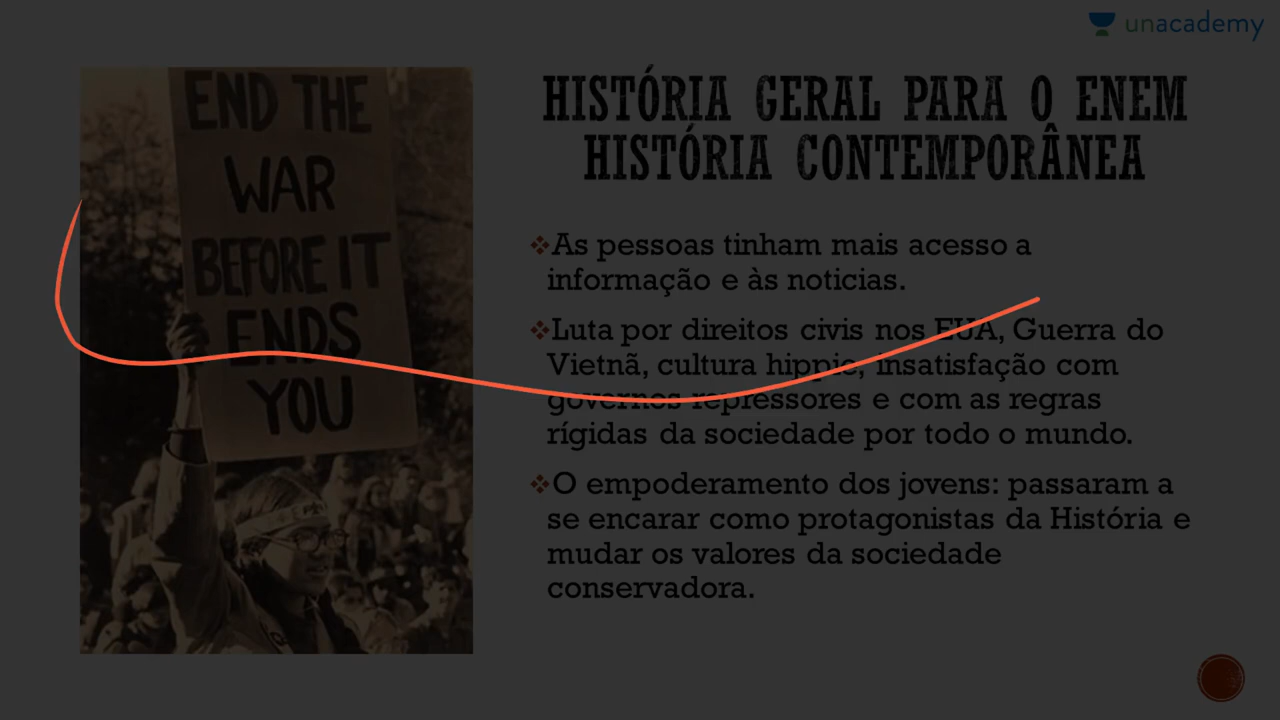 unacademy
END THE
WAR
BEFORE IT
ENDS
YOU
HISTÓRIA GERAL PARA O ENEM
HISTÓRIA CONTEMPORÂNEA
❖As pessoas tinham mais acesso a
informação e às noticias.
❖Luta por direitos civis nos EUA, Guerra do
Vietnã, cultura hippie, insatisfação com
governos repressores e com as regras
rígidas da sociedade por todo o mundo.
❖O empoderamento dos jovens: passaram a
se encarar como protagonistas da História e
mudar os valores da sociedade
conservadora.